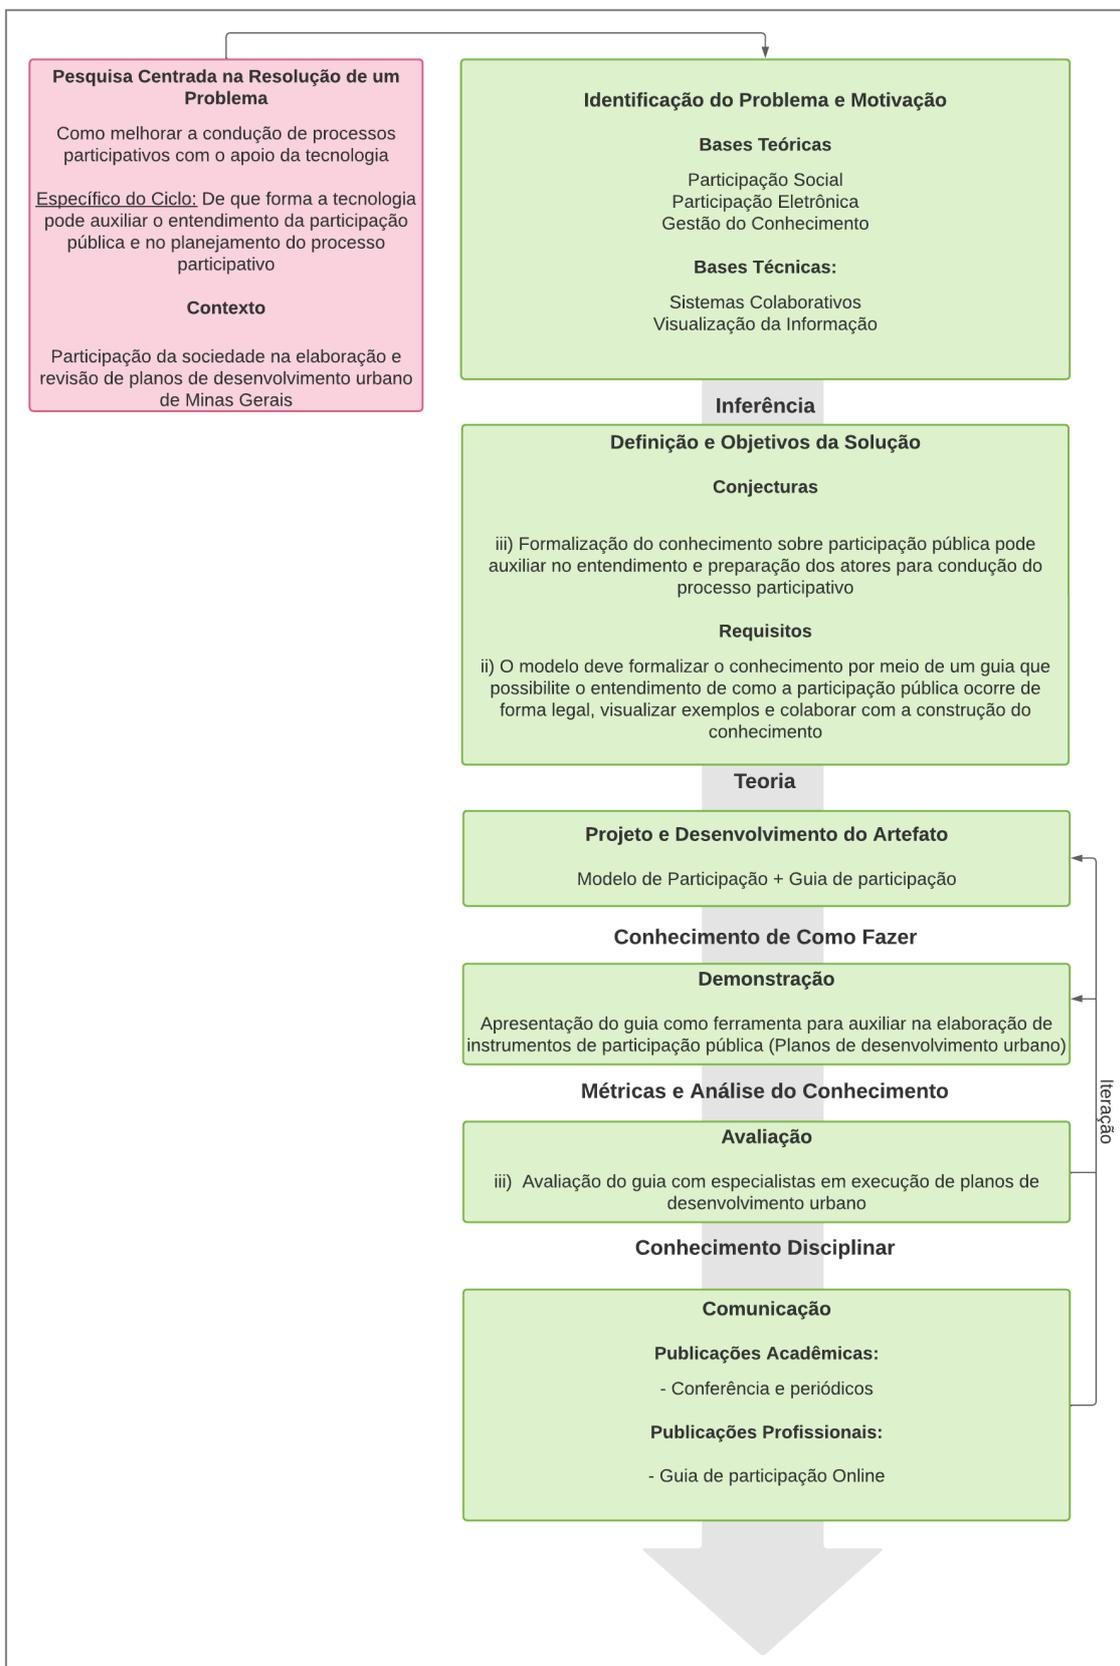 Pesquisa Centrada na Resolução de um
Problema
Como melhorar a condução de processos
participativos com o apoio da tecnologia
Específico do Ciclo: De que forma a tecnologia
pode auxiliar o entendimento da participação
pública e no planejamento do processo
participativo
Contexto
Participação da sociedade na elaboração e
revisão de planos de desenvolvimento urbano
de Minas Gerais
Identificação do Problema e Motivação
Bases Teóricas
Participação Social
Participação Eletrônica
Gestão do Conhecimento
Bases Técnicas:
Sistemas Colaborativos
Visualização da Informação
Inferência
Definição e Objetivos da Solução
Conjecturas
iii) Formalização do conhecimento sobre participação pública pode
auxiliar no entendimento e preparação dos atores para condução do
processo participativo
Requisitos
ii) O modelo deve formalizar o conhecimento por meio de um guia que
possibilite o entendimento de como a participação pública ocorre de
forma legal, visualizar exemplos e colaborar com a construção do
conhecimento
Teoria
Projeto e Desenvolvimento do Artefato
Modelo de Participação + Guia de participação
Conhecimento de Como Fazer
Demonstração
Apresentação do guia como ferramenta para auxiliar na elaboração de
instrumentos de participação pública (Planos de desenvolvimento urbano)
Métricas e Análise do Conhecimento
Avaliação
iii) Avaliação do guia com especialistas em execução de planos de
desenvolvimento urbano
Conhecimento Disciplinar
Comunicação
Publicações Acadêmicas:
- Conferência e periódicos
Publicações Profissionais:
- Guia de participação Online
Iteração